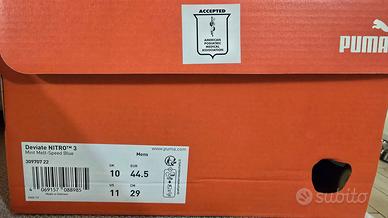 ACCEPTED
AMERICAN
PODIATRIC
MEDICAL
ASSOCIATION
PUMA
Deviate NITRO™ 3
Mint Melt-Speed Blue
309707 22
Mens
www.puma.com
UK 10
EUR 44.5
US 11
CM 29
4 069157 088985
subito